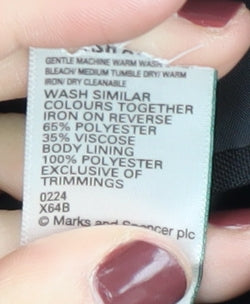 GENTLE MACHINE WARM WASH
BLEACH/ MEDIUM TUMBLE DRY/ WARM
IRON/ DRY CLEANABLE
WASH SIMILAR
COLOURS TOGETHER
IRON ON REVERSE
65% POLYESTER
35% VISCOSE
BODY LINING
100% POLYESTER
EXCLUSIVE OF
TRIMMINGS
0224
X64B
© Marks and Spencer plc